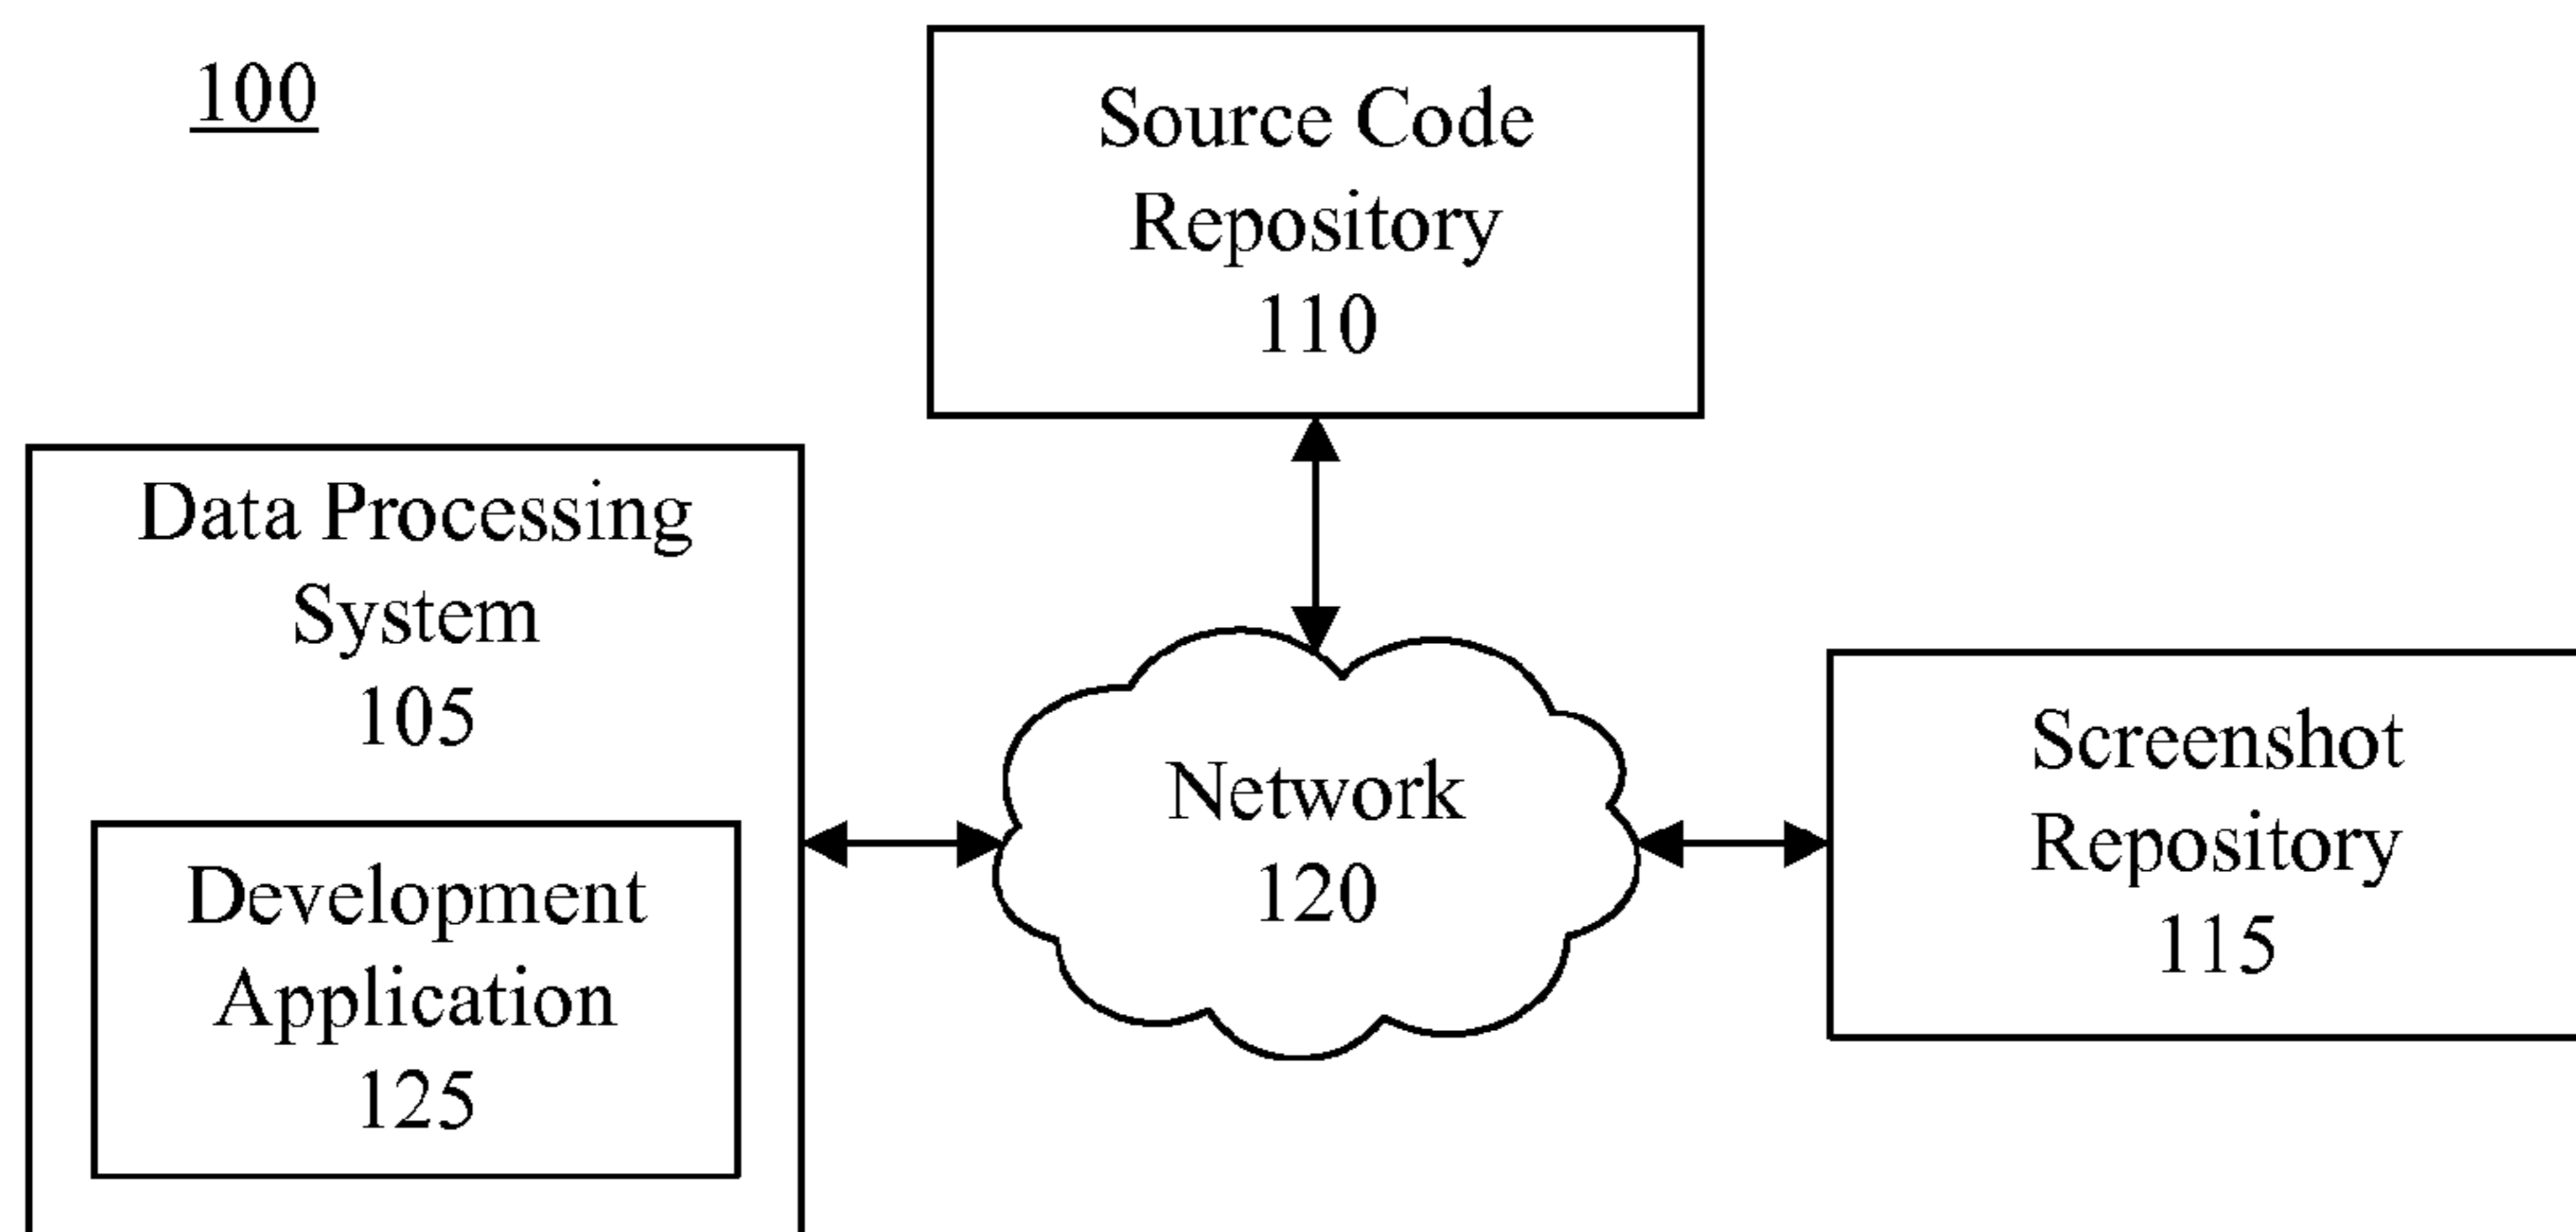 100
Source Code
Repository
110
Data Processing
System
105
Development
Application
125
Network
120
Screenshot
Repository
115